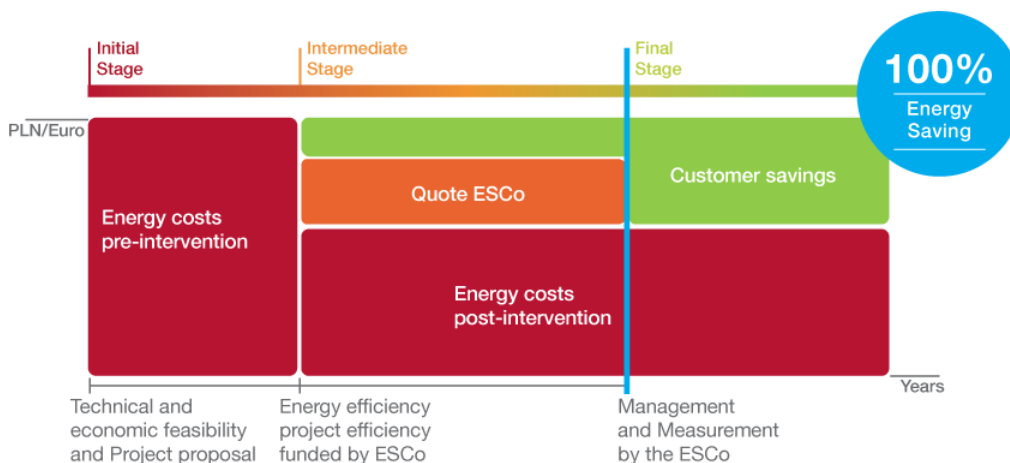 Initial
Stage
Intermediate
Stage
Final
Stage
100%
Energy
Saving
PLN/Euro
Energy costs
pre-intervention
Quote ESCo
Customer savings
Energy costs
post-intervention
Years
Technical and
economic feasibility
and Project proposal
Energy efficiency
project efficiency
funded by ESCo
Management
and Measurement
by the ESCo